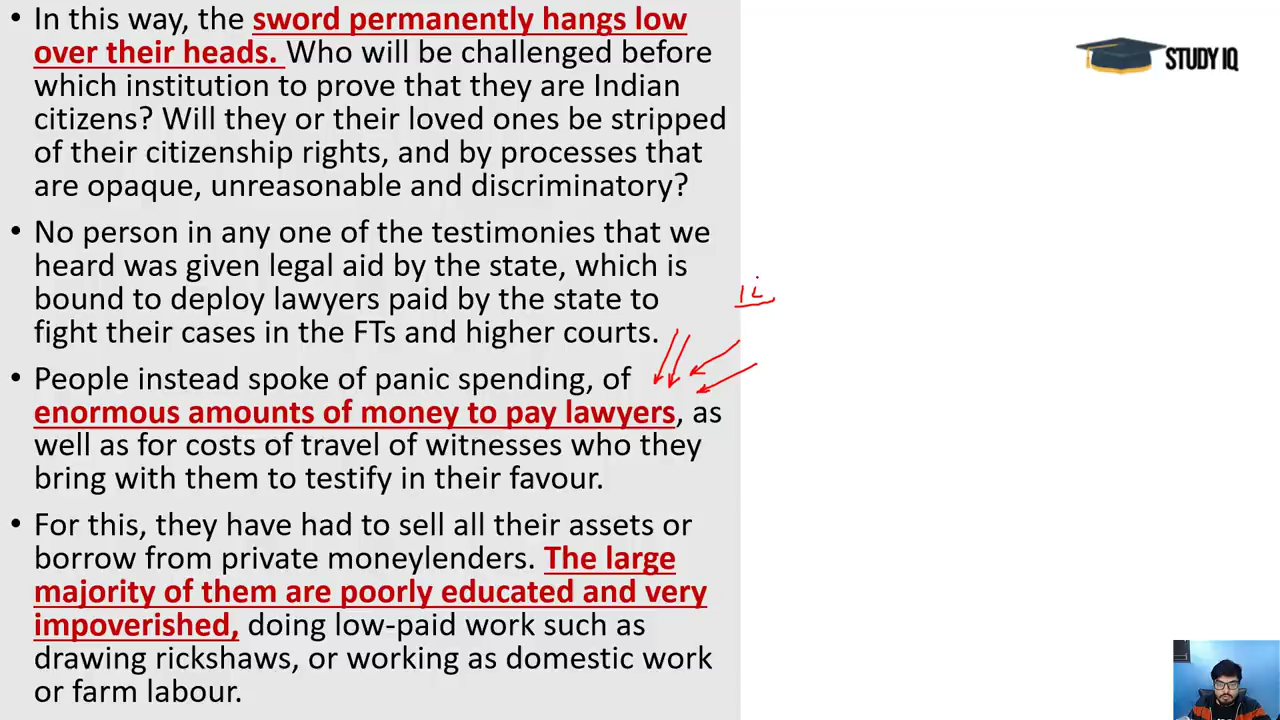 • In this way, the sword permanently hangs low
over their heads. Who will be challenged before
which institution to prove that they are Indian
citizens? Will they or their loved ones be stripped
of their citizenship rights, and by processes that
are opaque, unreasonable and discriminatory?
• No person in any one of the testimonies that we
heard was given legal aid by the state, which is
bound to deploy lawyers paid by the state to
fight their cases in the FTs and higher courts.
• People instead spoke of panic spending, of
enormous amounts of money to pay lawyers, as
well as for costs of travel of witnesses who they
bring with them to testify in their favour.
• For this, they have had to sell all their assets or
borrow from private moneylenders. The large
majority of them are poorly educated and very
impoverished, doing low-paid work such as
drawing rickshaws, or working as domestic work
or farm labour.
STUDY IQ